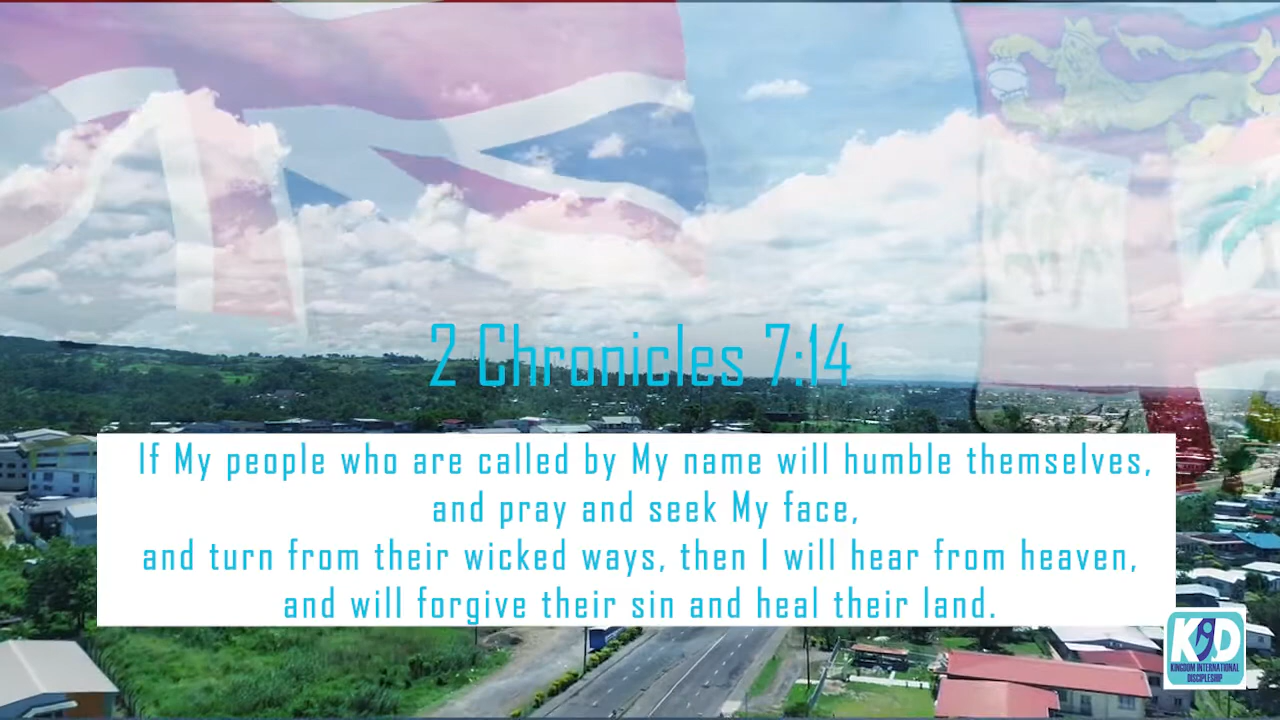 2 Chronicles 7:14
If My people who are called by My name will humble themselves,
and pray and seek My face,
and turn from their wicked ways, then I will hear from heaven,
and will forgive their sin and heal their land.
KID
KINGDOM INTERNATIONAL
DISCIPLESHIP